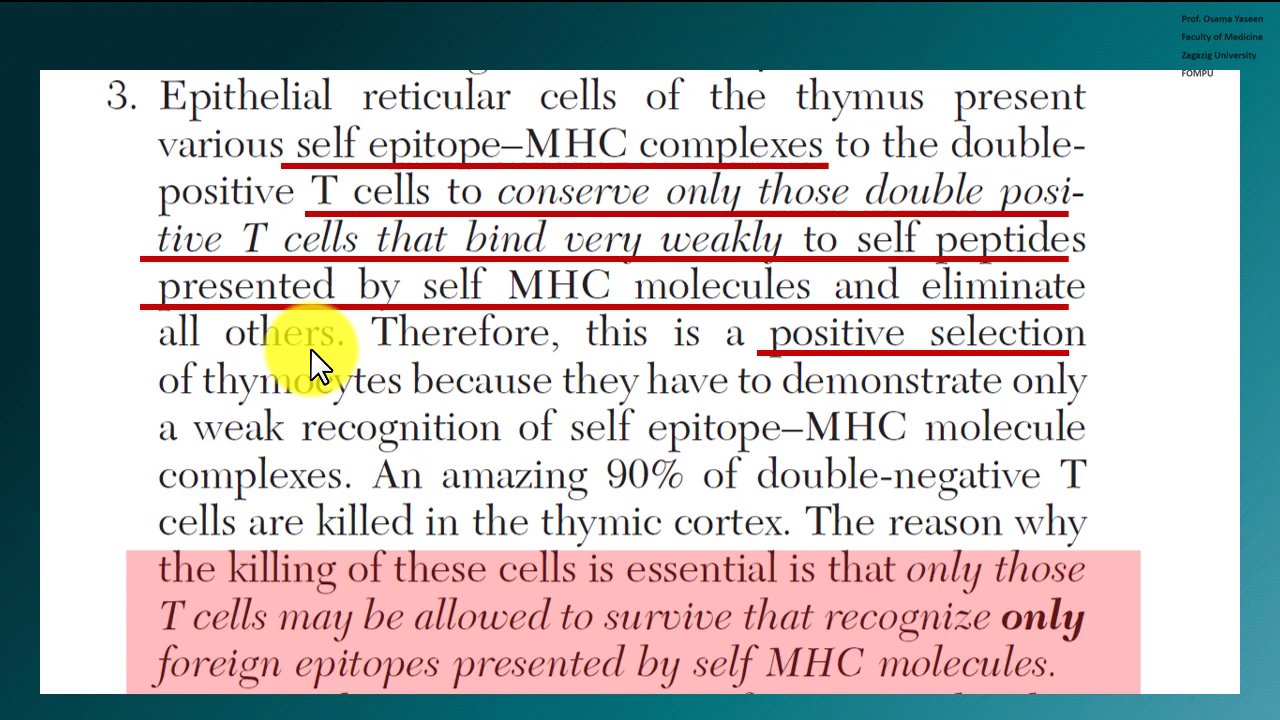 Prof. Osama Yaseen
Faculty of Medicine
Zagazig University
FOMPU
3. Epithelial reticular cells of the thymus present
various self epitope–MHC complexes to the double-
positive T cells to conserve only those double posi-
tive T cells that bind very weakly to self peptides
presented by self MHC molecules and eliminate
all others. Therefore, this is a positive selection
of thymocytes because they have to demonstrate only
a weak recognition of self epitope–MHC molecule
complexes. An amazing 90% of double-negative T
cells are killed in the thymic cortex. The reason why
the killing of these cells is essential is that only those
T cells may be allowed to survive that recognize only
foreign epitopes presented by self MHC molecules.